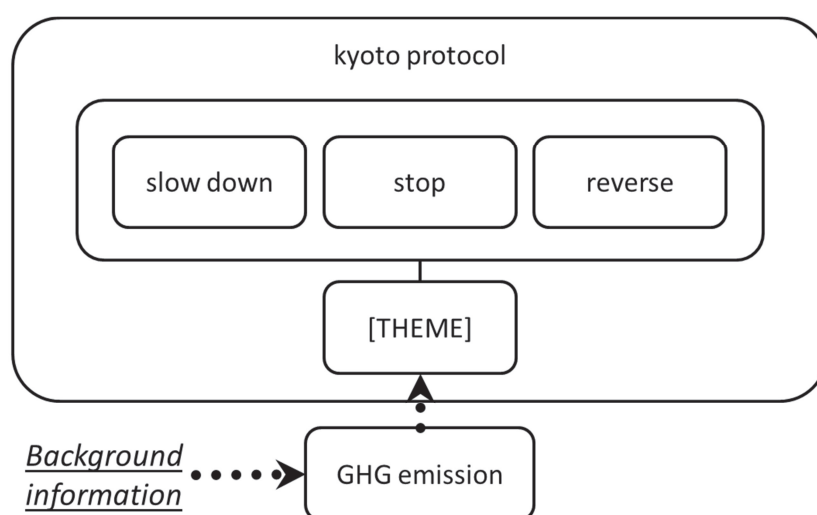 kyoto protocol
slow down
stop
reverse
[THEME]
Background
information
GHG emission